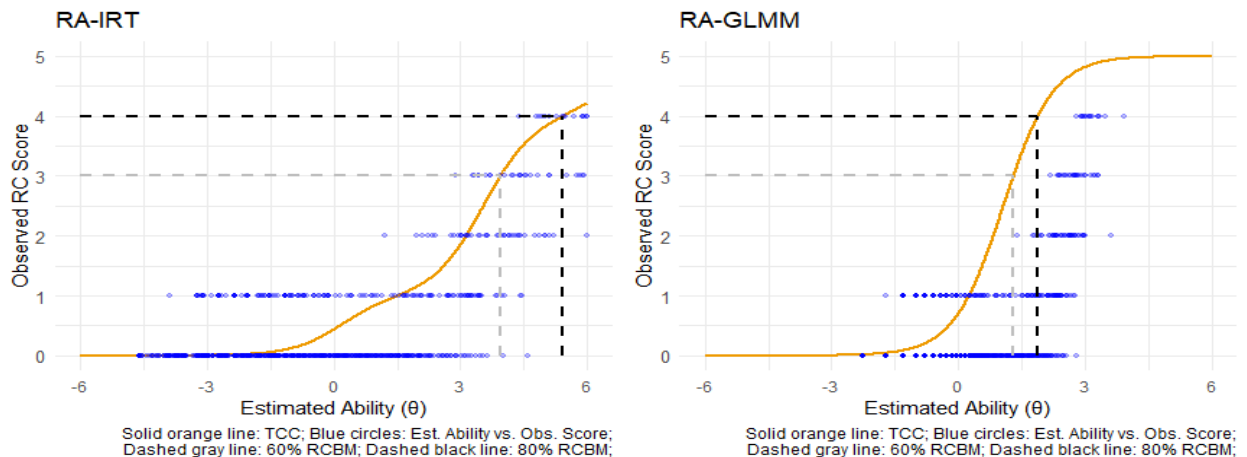 RA-IRT
5
4
3
2
1
0
Observed RC Score
-6
-3
0
3
6
Estimated Ability (θ)
Solid orange line: TCC; Blue circles: Est. Ability vs. Obs. Score;
Dashed gray line: 60% RCBM; Dashed black line: 80% RCBM;
RA-GLMM
5
4
3
2
1
0
Observed RC Score
-6
-3
0
3
6
Estimated Ability (θ)
Solid orange line: TCC; Blue circles: Est. Ability vs. Obs. Score;
Dashed gray line: 60% RCBM; Dashed black line: 80% RCBM;